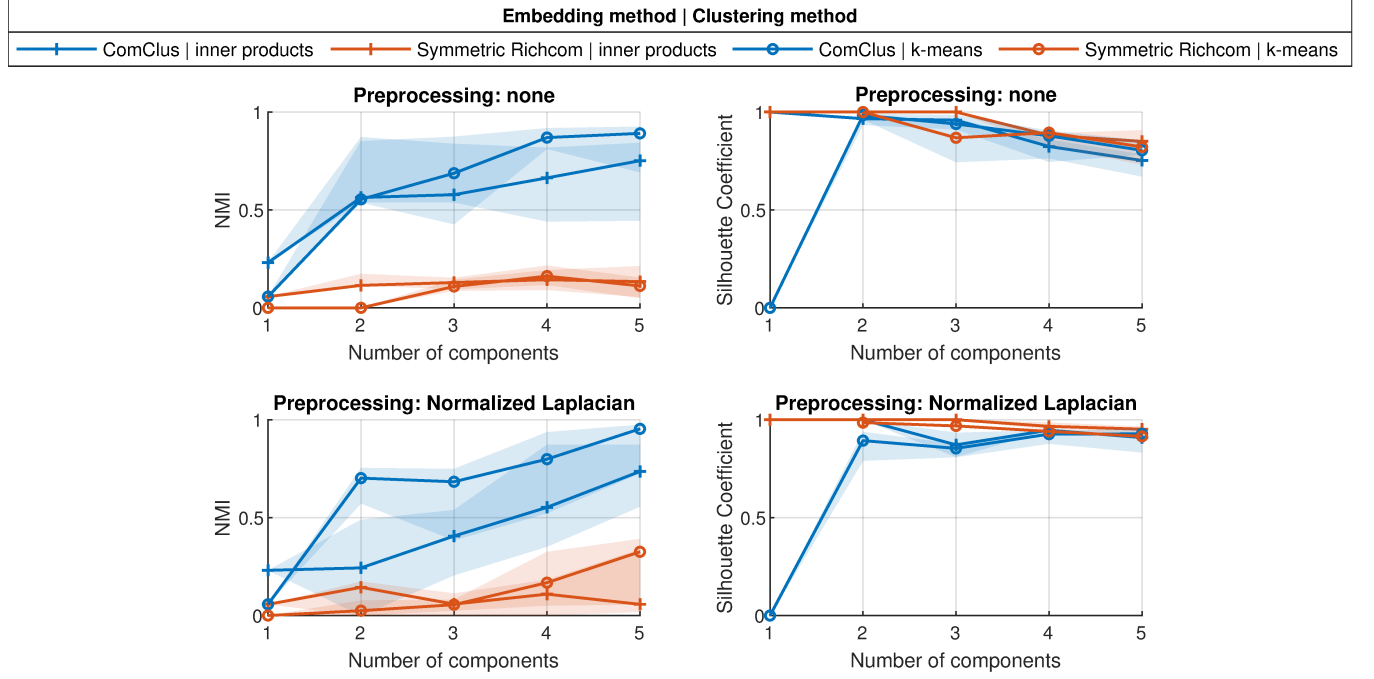 Embedding method | Clustering method
ComClus | inner products Symmetric Richcom | inner products ComClus | k-means Symmetric Richcom | k-means
Preprocessing: none
1
0.5
0
NMI
1 2 3 4 5
Number of components
Preprocessing: none
1
0.5
0
Silhouette Coefficient
1 2 3 4 5
Number of components
Preprocessing: Normalized Laplacian
1
0.5
0
NMI
1 2 3 4 5
Number of components
Preprocessing: Normalized Laplacian
1
0.5
0
Silhouette Coefficient
1 2 3 4 5
Number of components